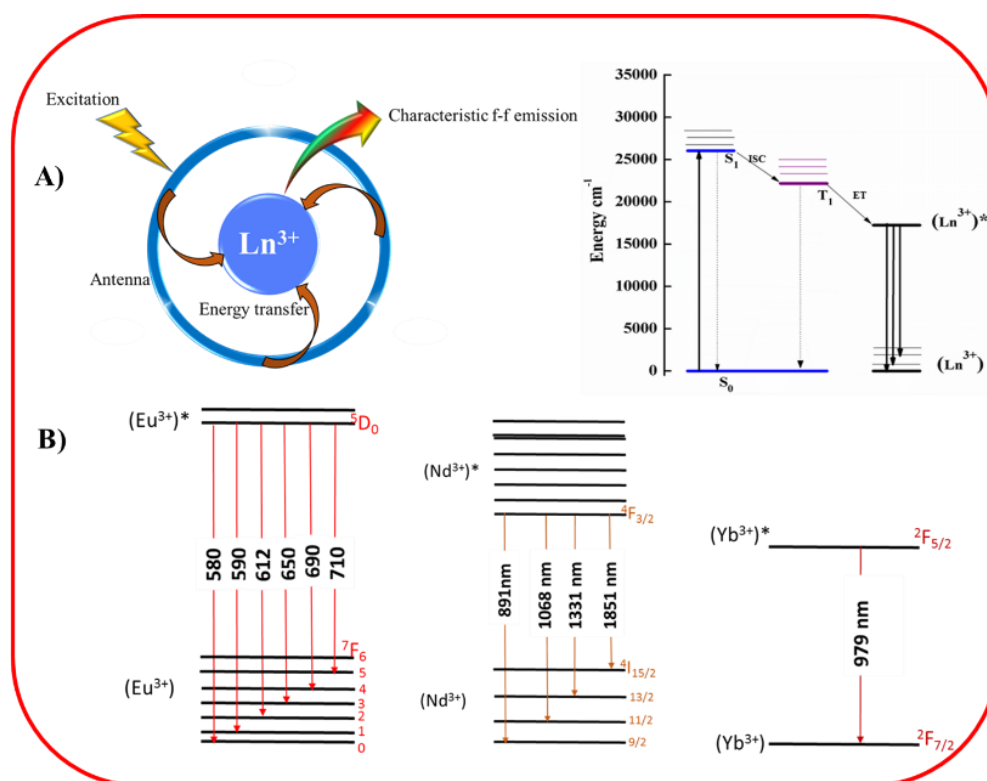 A)
Excitation
Characteristic f-f emission
Ln³⁺
Antenna
Energy transfer
Energy cm⁻¹
35000
30000
25000
20000
15000
10000
5000
0
S₁
ISC
T₁
ET
(Ln³⁺)*
(Ln³⁺)
S₀
B)
(Eu³⁺)*
⁵D₀
580
590
612
650
690
710
⁷F₆
5
4
3
2
1
0
(Eu³⁺)
(Nd³⁺)*
⁴F₃/₂
891nm
1068 nm
1331 nm
1851 nm
⁴I₁₅/₂
13/2
11/2
9/2
(Nd³⁺)
(Yb³⁺)*
²F₅/₂
979 nm
(Yb³⁺)
²F₇/₂